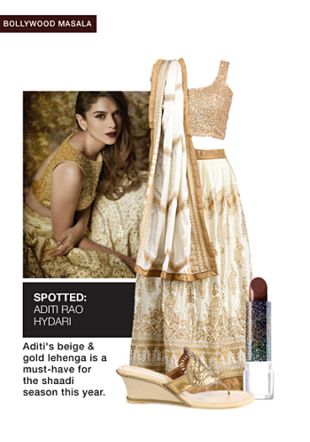 BOLLYWOOD MASALA
SPOTTED:
ADITI RAO
HYDARI
Aditi's beige &
gold lehenga is a
must-have for
the shaadi
season this year.